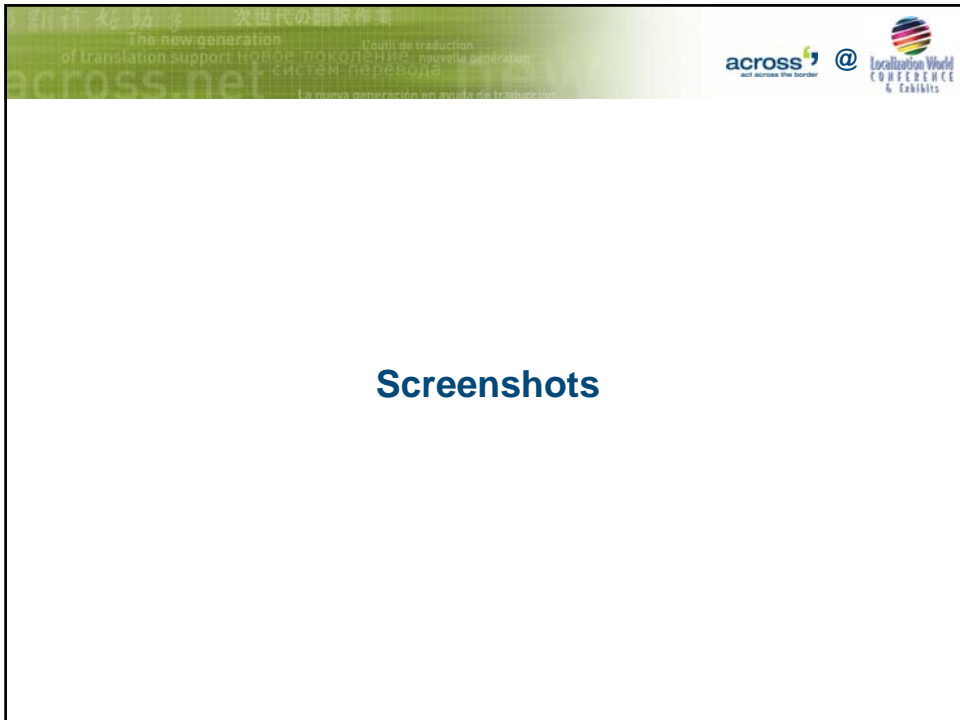 次世代の翻訳作業
The new generation
of translation support
L'outil de traduction
nouvelle génération
НОВОЕ ПОКОЛЕНИЕ
across.net
La nueva generación en ayuda de traducción
across
act across the border
@
Localization World
CONFERENCE
& Exhibits
Screenshots